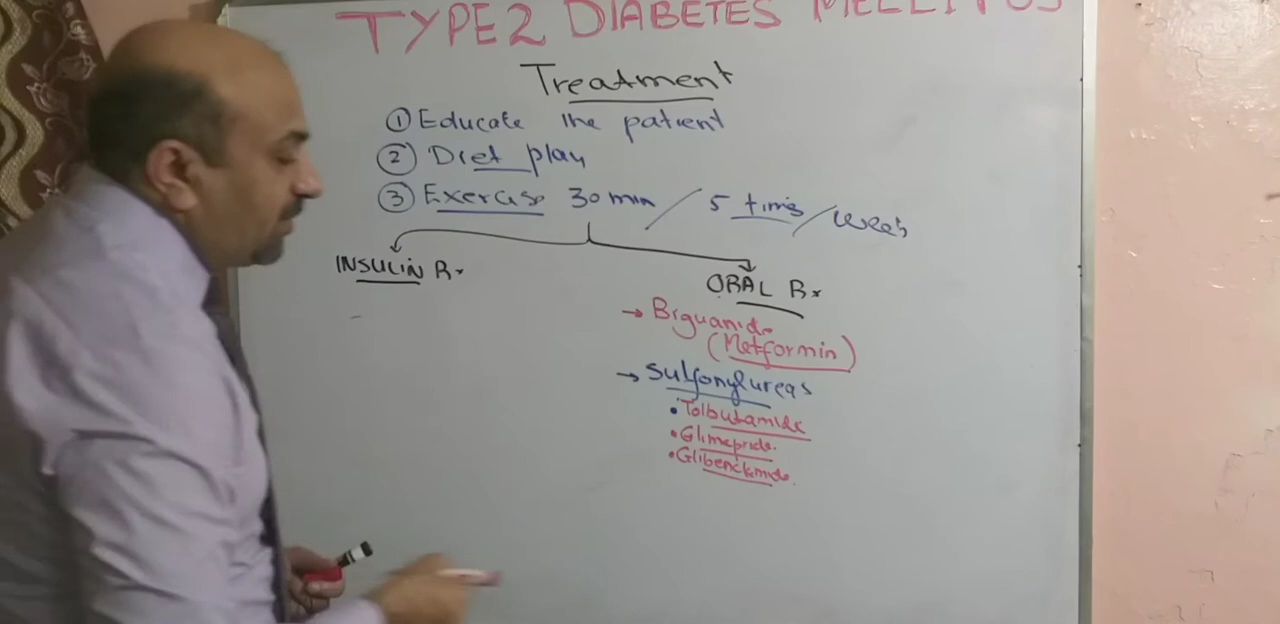 TYPE 2 DIABETES MELLITUS
Treatment
① Educate the patient
② Diet plan
③ Exercise 30 min / 5 times / week
INSULIN Rx
ORAL Rx
→ Biguanide
(Metformin)
→ Sulfonylureas
• Tolbutamide
• Glimepride
• Glibenclamide